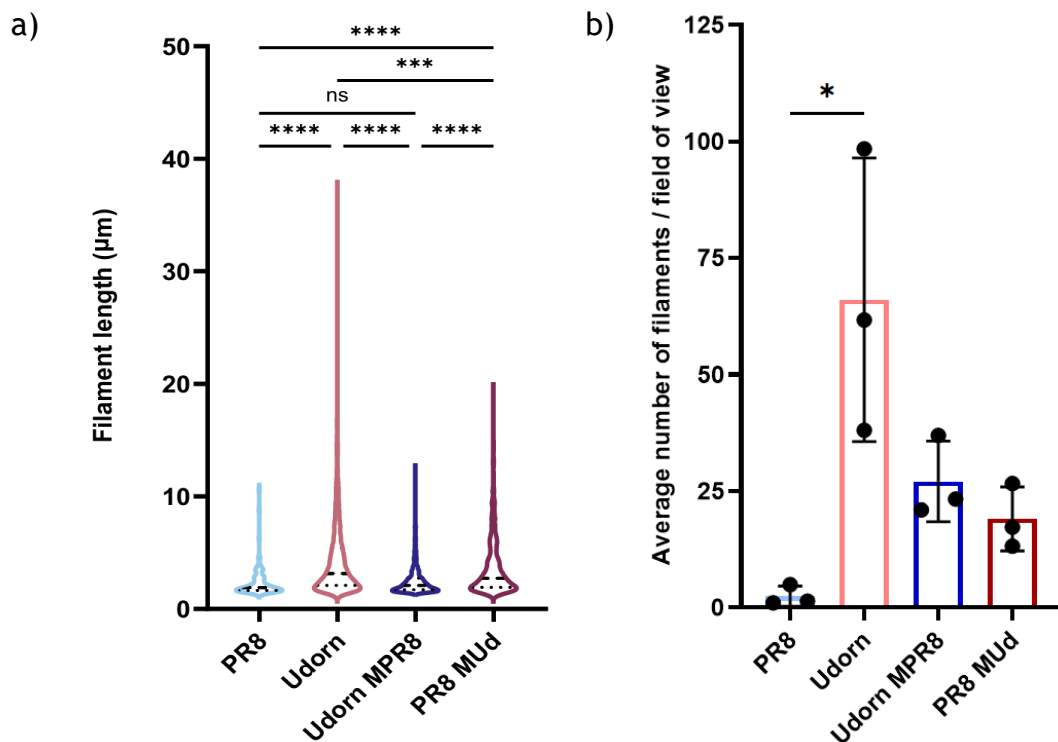 a)
Filament length (µm)
50
40
30
20
10
0
****
***
ns
**** **** ****
PR8
Udorn
Udorn MPR8
PR8 MUd
b)
Average number of filaments / field of view
125
100
75
50
25
0
*
PR8
Udorn
Udorn MPR8
PR8 MUd